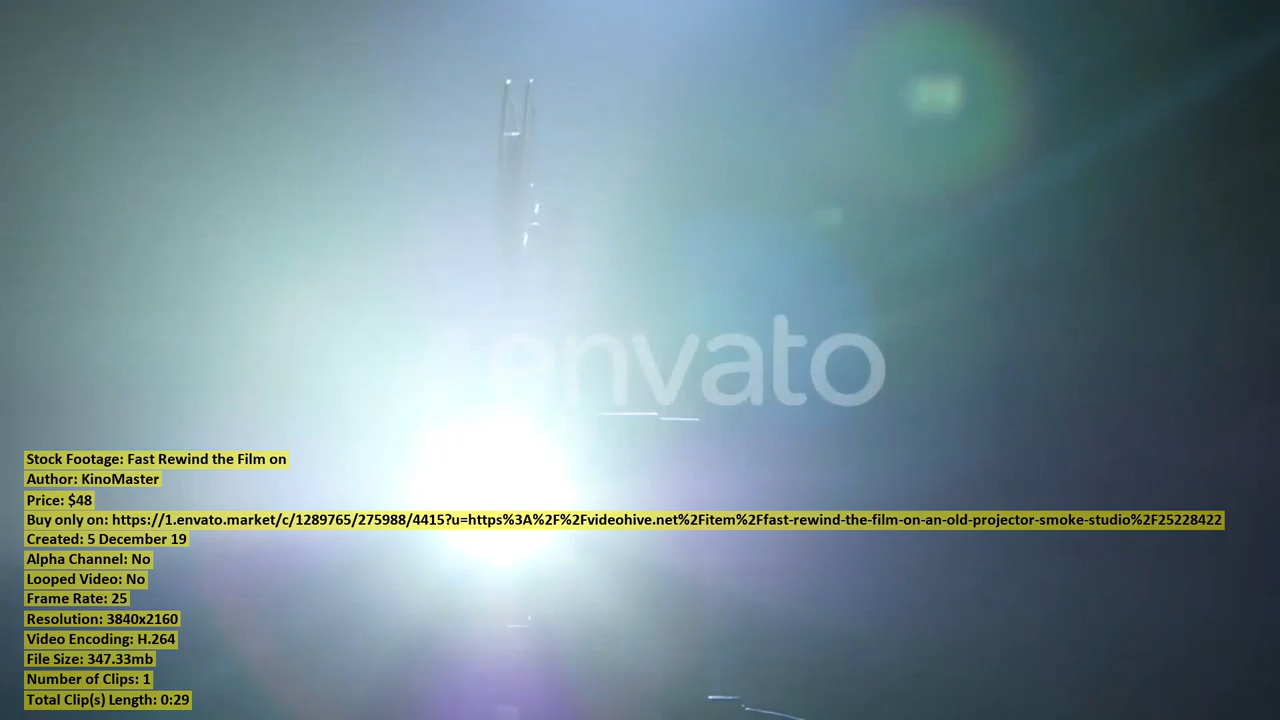 envato
Stock Footage: Fast Rewind the Film on
Author: KinoMaster
Price: $48
Buy only on: https://1.envato.market/c/1289765/275988/4415?u=https%3A%2F%2Fvideohive.net%2Fitem%2Ffast-rewind-the-film-on-an-old-projector-smoke-studio%2F25228422
Created: 5 December 19
Alpha Channel: No
Looped Video: No
Frame Rate: 25
Resolution: 3840x2160
Video Encoding: H.264
File Size: 347.33mb
Number of Clips: 1
Total Clip(s) Length: 0:29